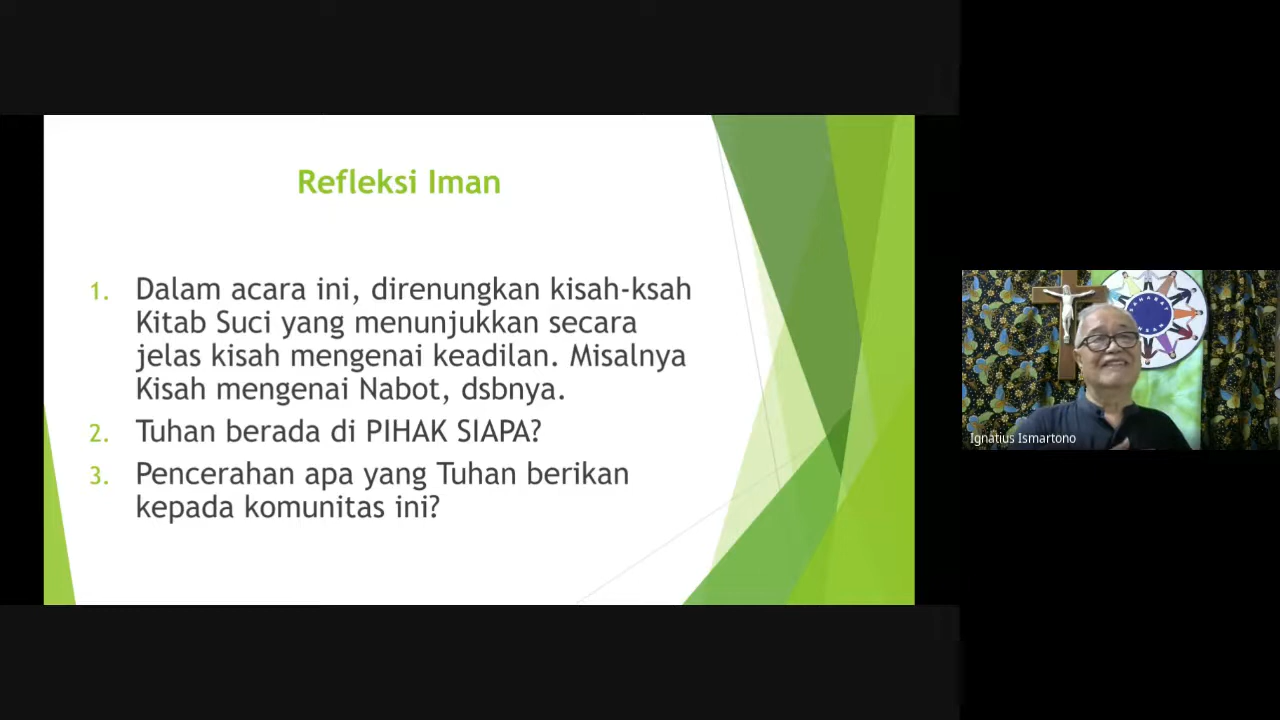 Refleksi Iman
1. Dalam acara ini, direnungkan kisah-ksah
Kitab Suci yang menunjukkan secara
jelas kisah mengenai keadilan. Misalnya
Kisah mengenai Nabot, dsbnya.
2. Tuhan berada di PIHAK SIAPA?
3. Pencerahan apa yang Tuhan berikan
kepada komunitas ini?
SAHABAT
INSAN
Ignatius Ismartono